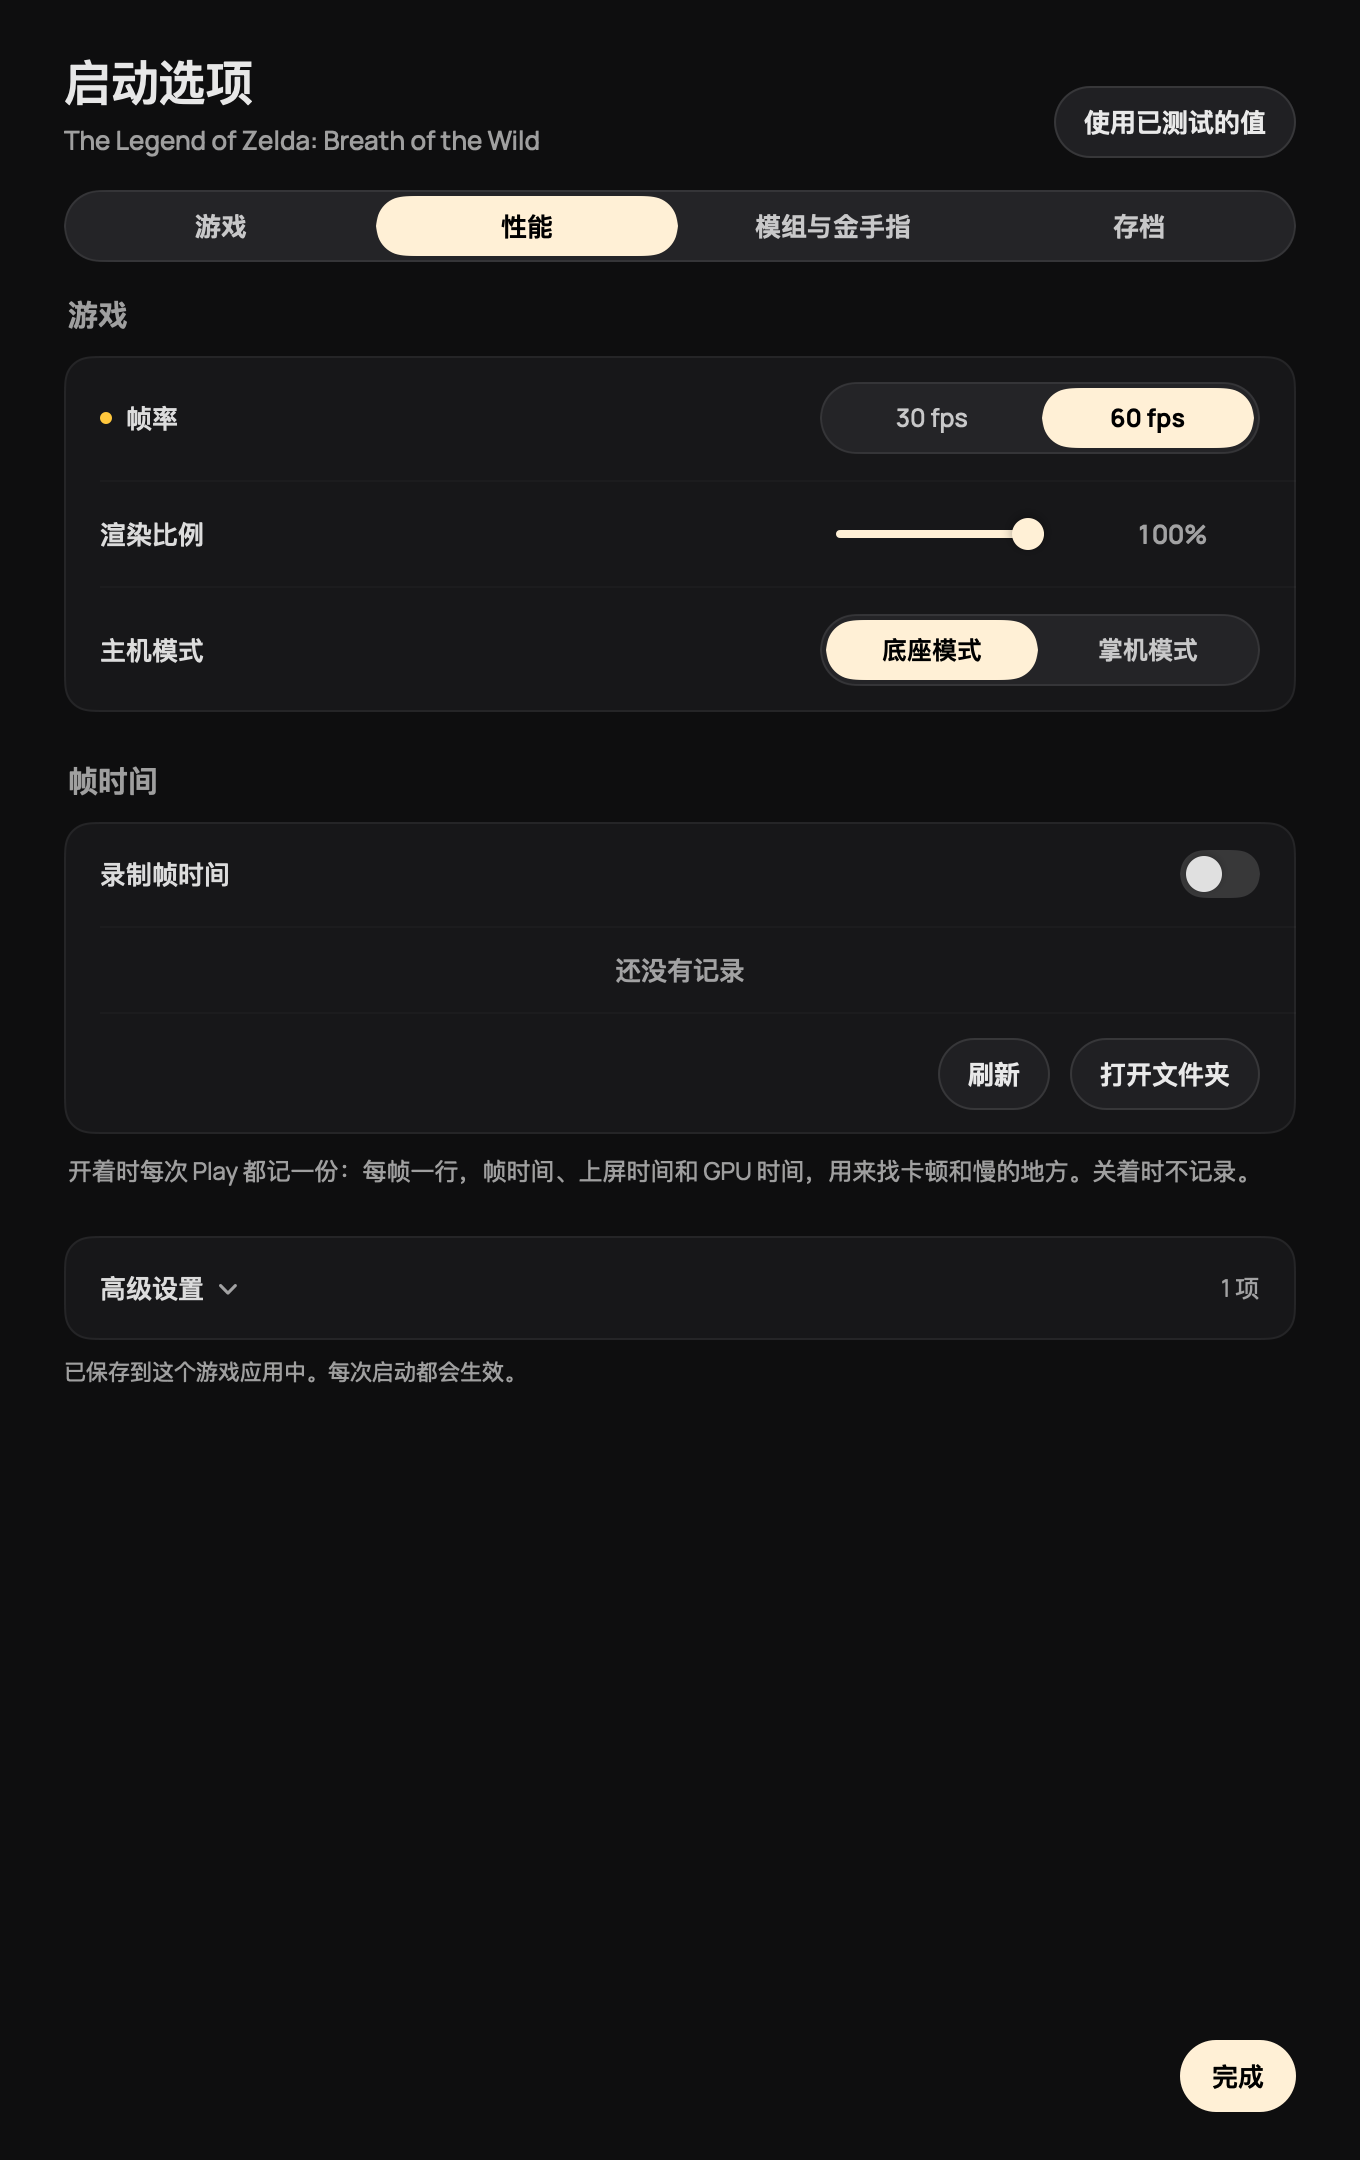 启动选项
The Legend of Zelda: Breath of the Wild
使用已测试的值
游戏 性能 模组与金手指 存档
游戏
帧率 30 fps 60 fps
渲染比例 100%
主机模式 底座模式 掌机模式
帧时间
录制帧时间
还没有记录
刷新 打开文件夹
开着时每次 Play 都记一份：每帧一行，帧时间、上屏时间和 GPU 时间，用来找卡顿和慢的地方。关着时不记录。
高级设置 1 项
已保存到这个游戏应用中。每次启动都会生效。
完成